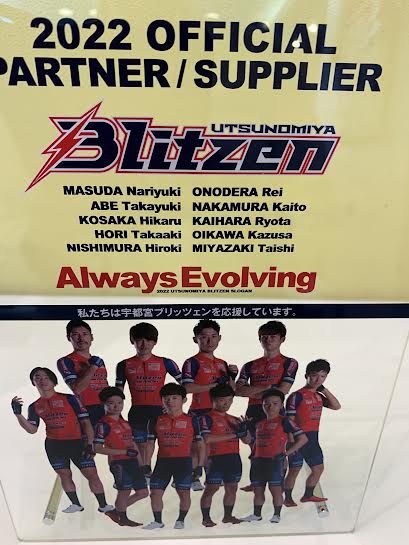 2022 OFFICIAL
PARTNER/SUPPLIER
UTSUNOMIYA
Blitzen
MASUDA Nariyuki ONODERA Rei
ABE Takayuki NAKAMURA Kaito
KOSAKA Hikaru KAIHARA Ryota
HORI Takaaki OIKAWA Kazusa
NISHIMURA Hiroki MIYAZAKI Taishi
Always Evolving
2022 UTSUNOMIYA BLITZEN SLOGAN
私たちは宇都宮ブリッツェンを応援しています。